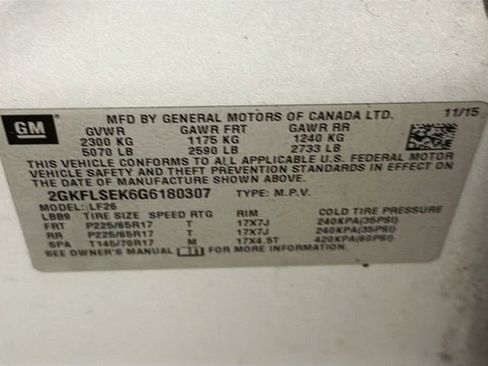 GM
MFD BY GENERAL MOTORS OF CANADA LTD. 11/15
GVWR GAWR FRT GAWR RR
2300 KG 1175 KG 1240 KG
5070 LB 2590 LB 2733 LB
THIS VEHICLE CONFORMS TO ALL APPLICABLE U.S. FEDERAL MOTOR
VEHICLE SAFETY AND THEFT PREVENTION STANDARDS IN EFFECT ON
THE DATE OF MANUFACTURE SHOWN ABOVE.
2GKFLSEK6G6180307 TYPE: M.P.V.
MODEL: LF26
LBB9 TIRE SIZE SPEED RTG RIM COLD TIRE PRESSURE
FRT P225/65R17 T 17X7J 240KPA(35PSI)
RR P225/65R17 T 17X7J 240KPA(35PSI)
SPA T145/70R17 M 17X4.5T 420KPA(60PSI)
SEE OWNER'S MANUAL FOR MORE INFORMATION